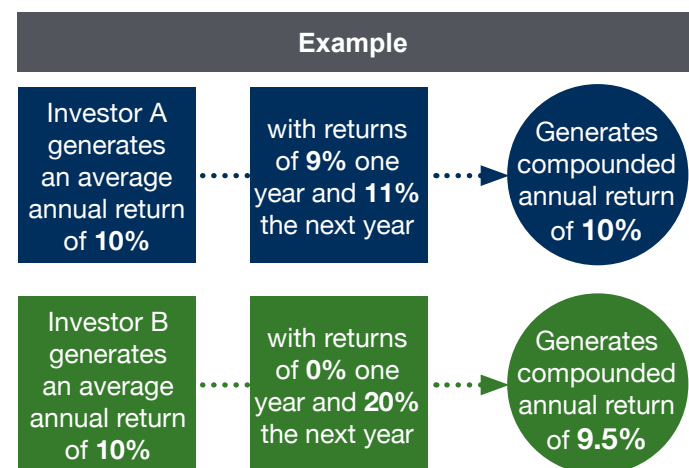 Example
Investor A
generates
an average
annual return
of 10%
with returns
of 9% one
year and 11%
the next year
Generates
compounded
annual return
of 10%
Investor B
generates
an average
annual return
of 10%
with returns
of 0% one
year and 20%
the next year
Generates
compounded
annual return
of 9.5%